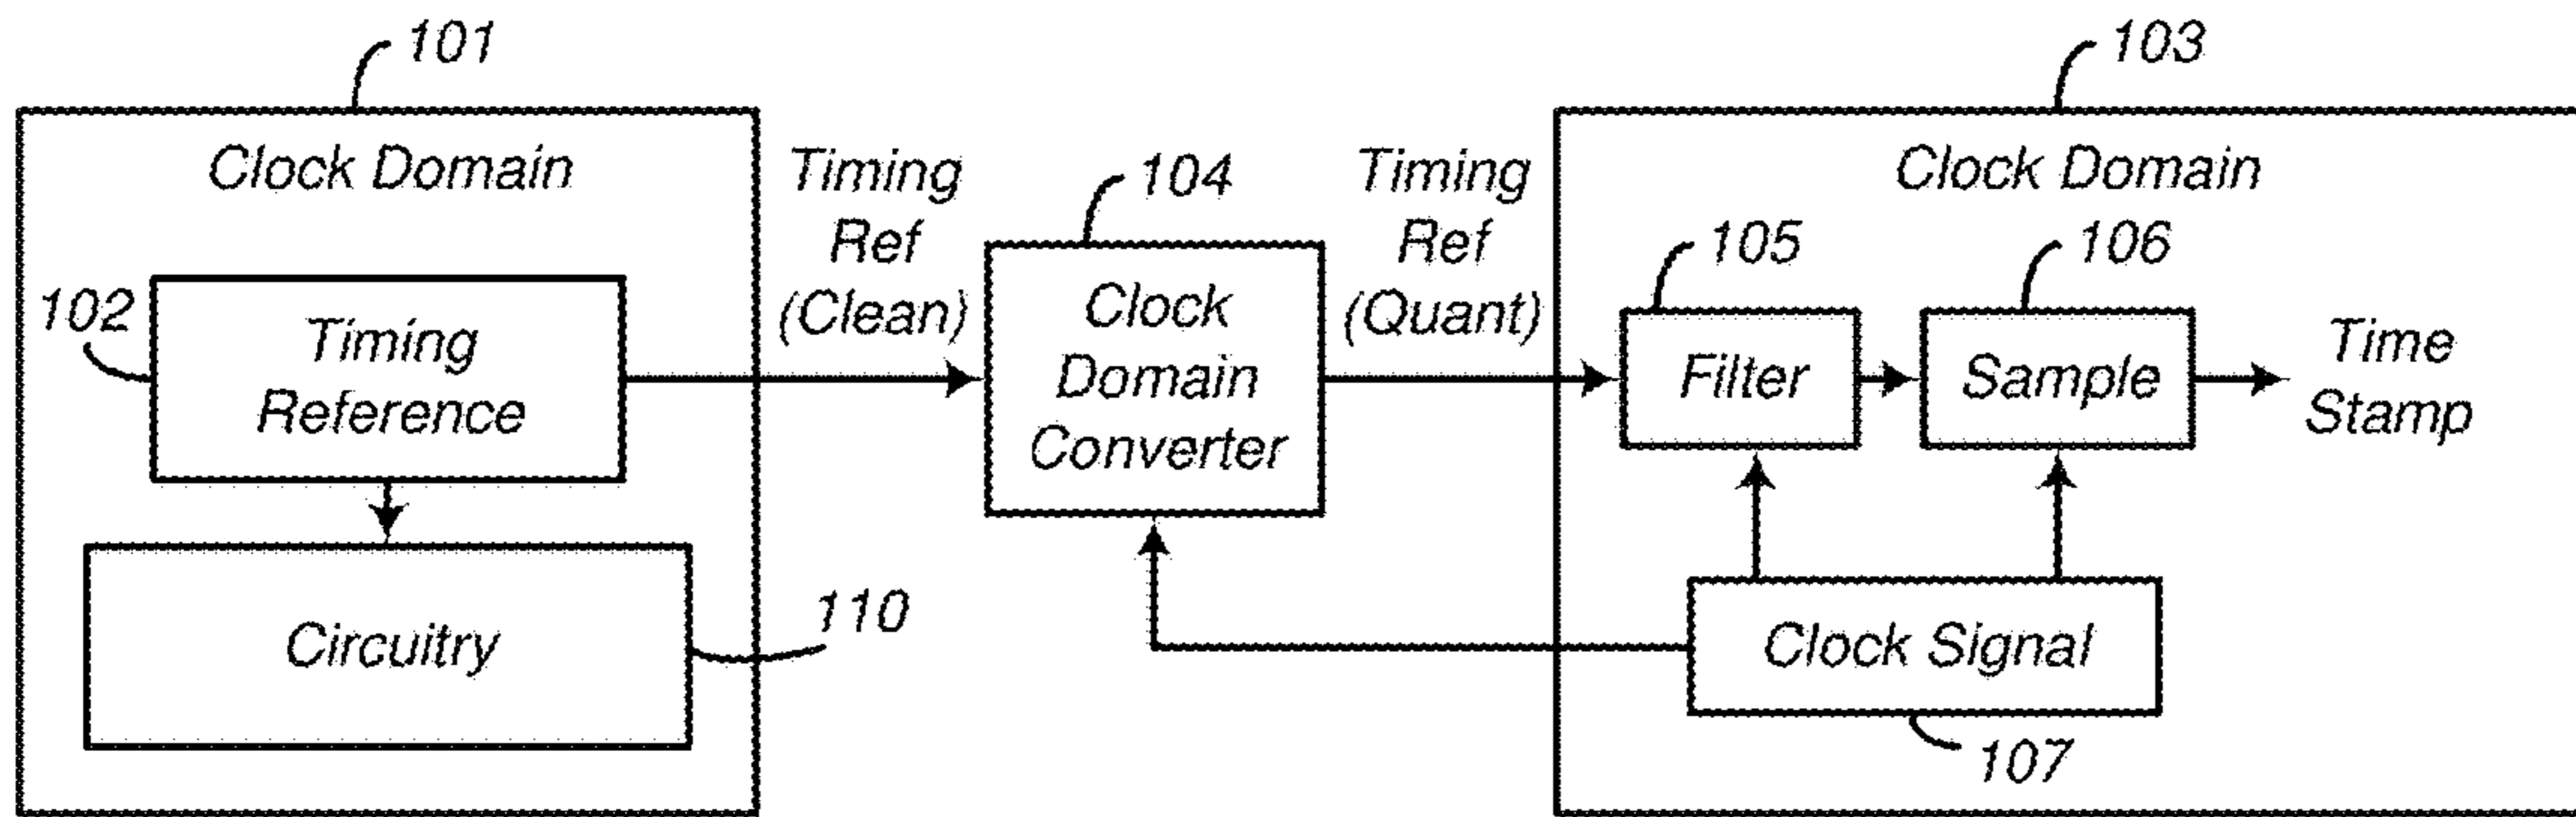 101
103
Clock Domain
Timing
Ref
(Clean)
104
Timing
Ref
(Quant)
Clock Domain
102
Timing
Reference
Clock
Domain
Converter
105
106
Filter
Sample
Time
Stamp
Circuitry
110
Clock Signal
107